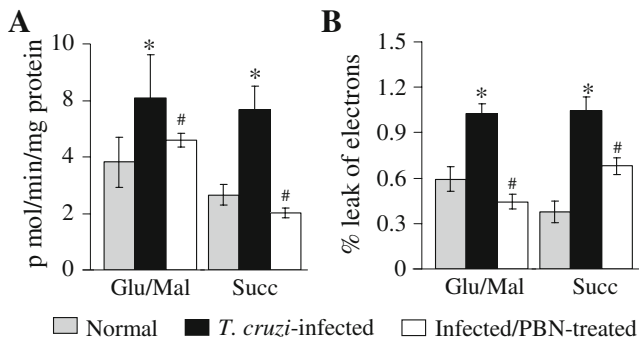 A
p mol/min/mg protein
10
8
6
4
2
0
*
#
*
#
Glu/Mal
Succ
B
% leak of electrons
1.5
1.2
0.9
0.6
0.3
0
*
#
*
#
Glu/Mal
Succ
Normal
T. cruzi-infected
Infected/PBN-treated